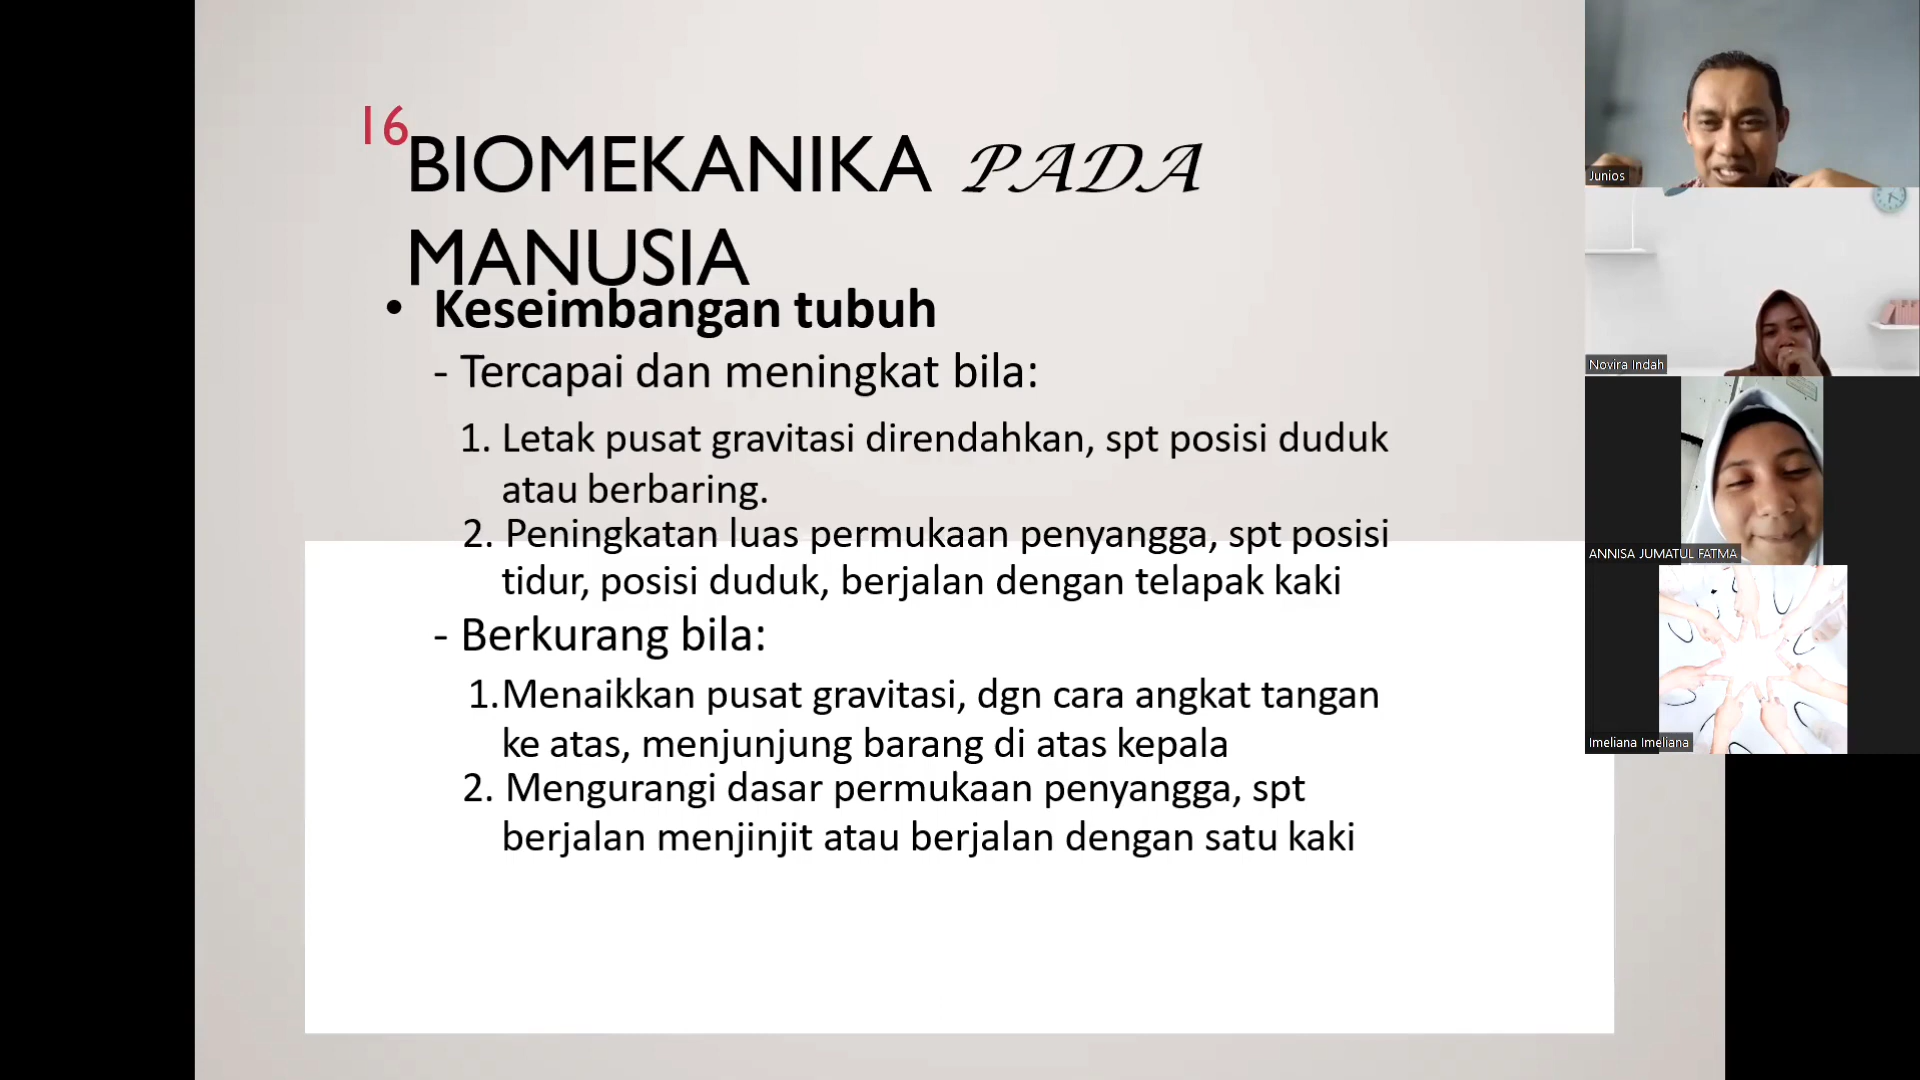 16
BIOMEKANIKA PADA
MANUSIA
• Keseimbangan tubuh
- Tercapai dan meningkat bila:
1. Letak pusat gravitasi direndahkan, spt posisi duduk
atau berbaring.
2. Peningkatan luas permukaan penyangga, spt posisi
tidur, posisi duduk, berjalan dengan telapak kaki
- Berkurang bila:
1.Menaikkan pusat gravitasi, dgn cara angkat tangan
ke atas, menjunjung barang di atas kepala
2. Mengurangi dasar permukaan penyangga, spt
berjalan menjinjit atau berjalan dengan satu kaki
Junios
Novira Indah
ANNISA JUMATUL FATMA
Imeliana Imeliana